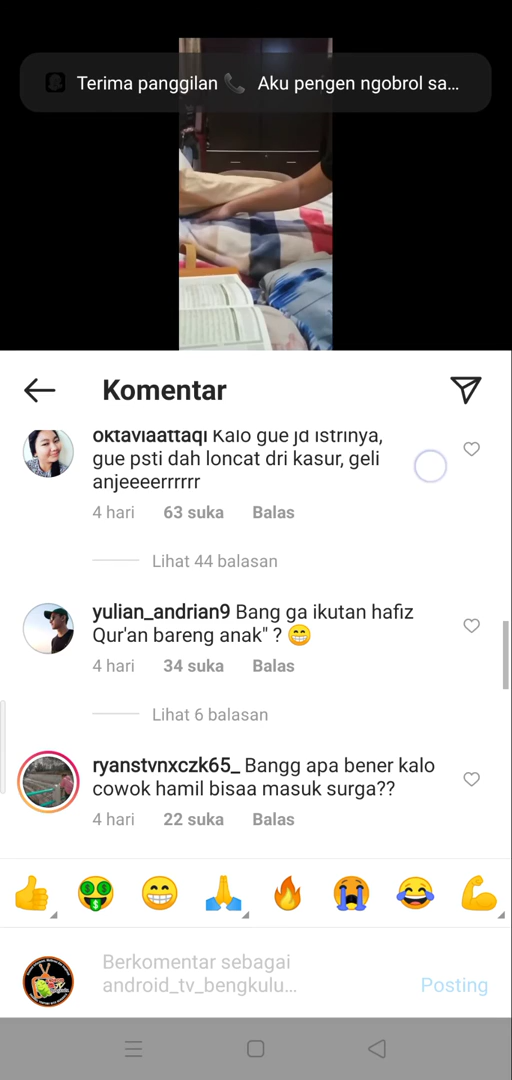 Terima panggilan 📞 Aku pengen ngobrol sa...
Komentar
oktaviaattaqi Kalo gue jd istrinya,
gue psti dah loncat dri kasur, geli
anjeeeerrrrrr
4 hari 63 suka Balas
Lihat 44 balasan
yulian_andrian9 Bang ga ikutan hafiz
Qur'an bareng anak" ? 😁
4 hari 34 suka Balas
Lihat 6 balasan
ryanstvnxczk65_ Bangg apa bener kalo
cowok hamil bisaa masuk surga??
4 hari 22 suka Balas
Berkomentar sebagai
android_tv_bengkulu...
Posting